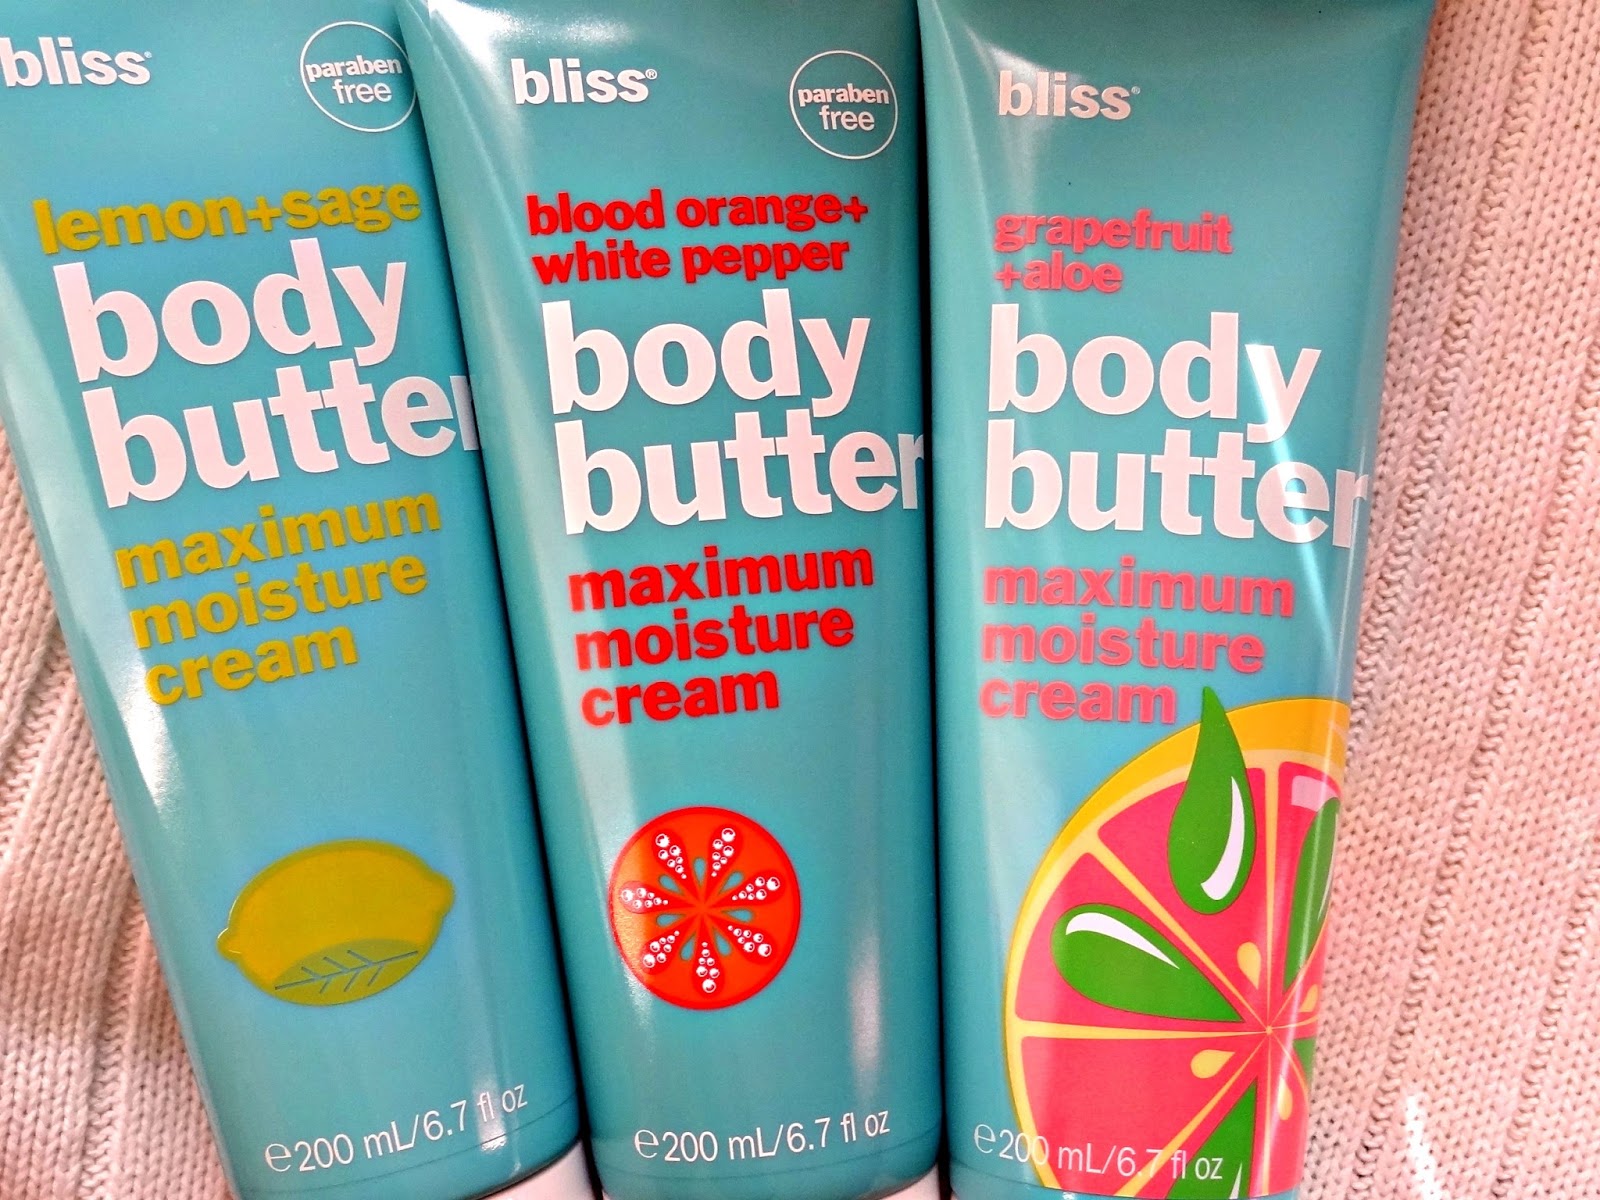 bliss®
paraben
free
lemon+sage
body
butter
maximum
moisture
cream
℮200 mL/6.7 fl oz
bliss®
paraben
free
blood orange+
white pepper
body
butter
maximum
moisture
cream
℮200 mL/6.7 fl oz
bliss®
grapefruit
+aloe
body
butter
maximum
moisture
cream
℮200 mL/6.7 fl oz